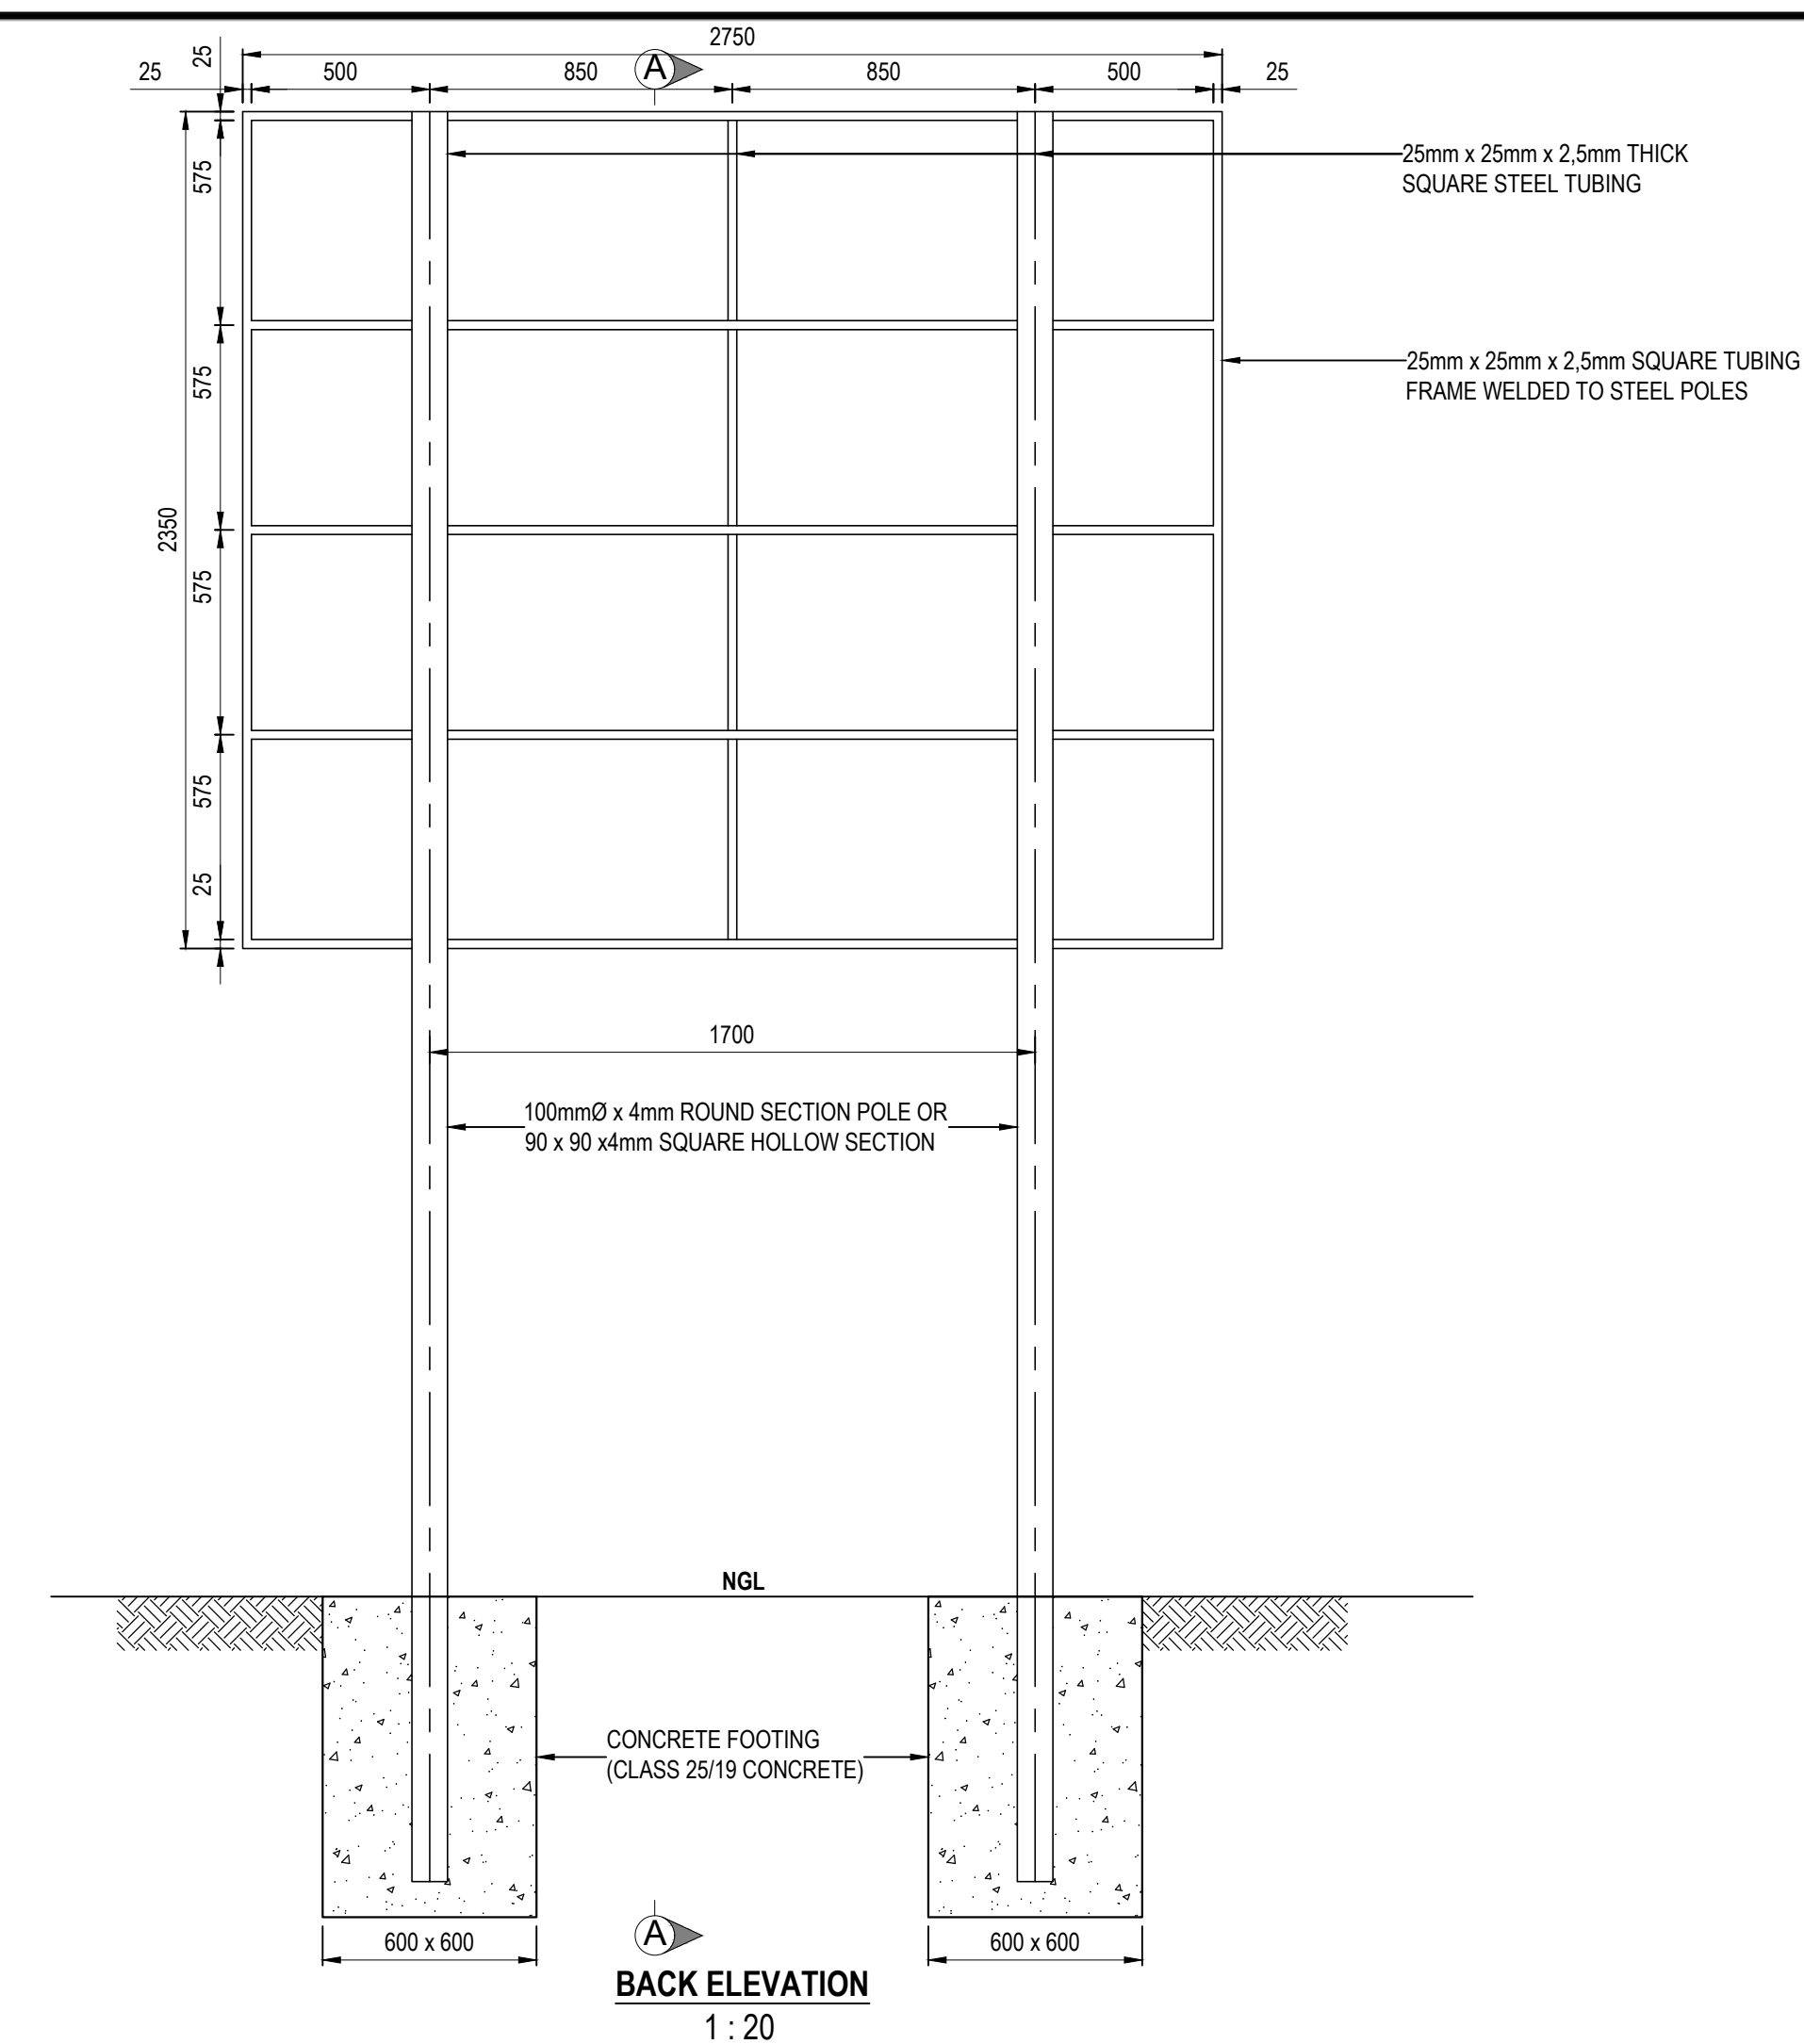 2750
25
25
500
850
A
850
500
25
575
25mm x 25mm x 2,5mm THICK
SQUARE STEEL TUBING
575
25mm x 25mm x 2,5mm SQUARE TUBING
FRAME WELDED TO STEEL POLES
2350
575
575
25
1700
100mmØ x 4mm ROUND SECTION POLE OR
90 x 90 x4mm SQUARE HOLLOW SECTION
NGL
CONCRETE FOOTING
(CLASS 25/19 CONCRETE)
600 x 600
A
600 x 600
BACK ELEVATION
1 : 20